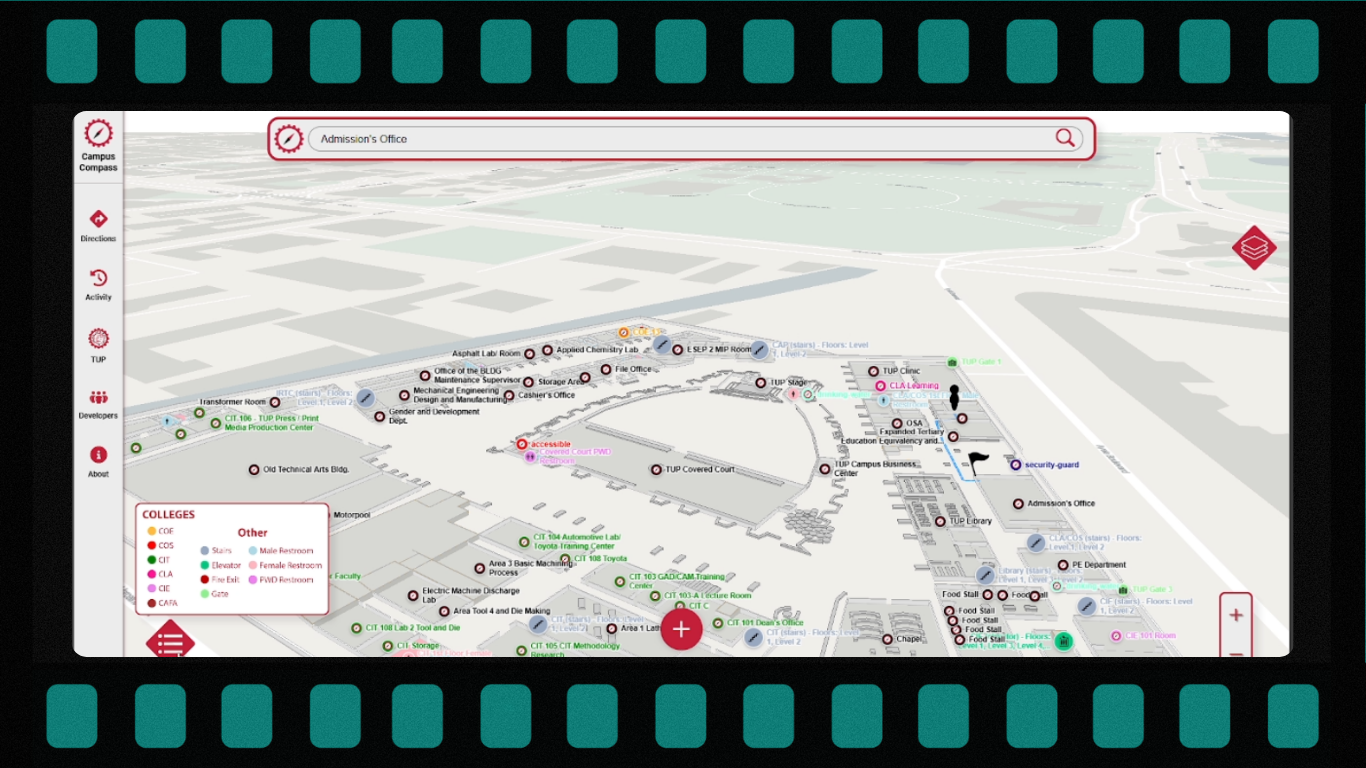 Campus
Compass
Admission's Office
Directions
Activity
TUP
Developers
About
TUP Gate 1
Asphalt Lab/ Room
Applied Chemistry Lab
ESEP 2 MIP Room
CAF (stairs) - Floors: Level
1, Level 2
File Office
TUP Clinic
Office of the BLDG
Maintenance Supervisor
Storage Area
TUP Stage
CLA Learning
Mechanical Engineering
Design and Manufacturing
Cashier's Office
(stairs) - Floors:
Level 1, Level 2
Transformer Room
Gender and Development
Dept.
CIT 106 - TUP Press / Print
Media Production Center
OSA
Expanded Tertiary
Education Equivalency and...
accessible
Covered Court PWD
Restroom
Old Technical Arts Bldg.
TUP Covered Court
TUP Campus Business
Center
security-guard
Admission's Office
Motorpool
TUP Library
COLLEGES
COE
COS
CIT
CLA
CIE
CAFA
Other
Stairs
Elevator
Fire Exit
Gate
Male Restroom
Female Restroom
PWD Restroom
CIT 104 Automotive Lab/
Toyota Training Center
CIT 108 Toyota
CLA/COS (stairs) - Floors:
Level 1, Level 2
Area 3 Basic Machining
Process
Library (stairs)
PE Department
Faculty
CIT 103 CAD/CAM Training
Center
CIT 103-A Lecture Room
CIT C
TUP Gate 3
Electric Machine Discharge
Lab
Food Stall
Food Stall
CIE (stairs) - Floors: Level
1, Level 2
Area Tool 4 and Die Making
Food Stall
Food Stall
Food Stall
Food Stall
CIT 108 Lab 2 Tool and Die
Area 1
CIT 101 Dean's Office
CIT (stairs) - Floors: Level
1, Level 2
Chapel
CIE 101 Room
CIT- Storage
CIT 105 CIT Methodology
Research